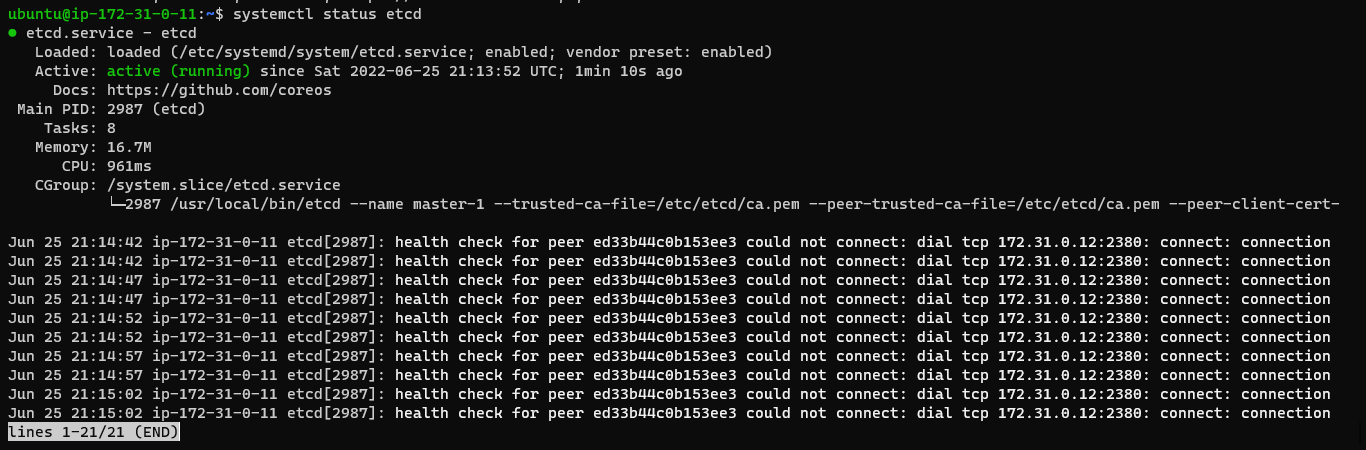 ubuntu@ip-172-31-0-11:~$ systemctl status etcd
● etcd.service - etcd
Loaded: loaded (/etc/systemd/system/etcd.service; enabled; vendor preset: enabled)
Active: active (running) since Sat 2022-06-25 21:13:52 UTC; 1min 10s ago
Docs: https://github.com/coreos
Main PID: 2987 (etcd)
Tasks: 8
Memory: 16.7M
CPU: 961ms
CGroup: /system.slice/etcd.service
└─2987 /usr/local/bin/etcd --name master-1 --trusted-ca-file=/etc/etcd/ca.pem --peer-trusted-ca-file=/etc/etcd/ca.pem --peer-client-cert-
Jun 25 21:14:42 ip-172-31-0-11 etcd[2987]: health check for peer ed33b44c0b153ee3 could not connect: dial tcp 172.31.0.12:2380: connect: connection
Jun 25 21:14:42 ip-172-31-0-11 etcd[2987]: health check for peer ed33b44c0b153ee3 could not connect: dial tcp 172.31.0.12:2380: connect: connection
Jun 25 21:14:47 ip-172-31-0-11 etcd[2987]: health check for peer ed33b44c0b153ee3 could not connect: dial tcp 172.31.0.12:2380: connect: connection
Jun 25 21:14:47 ip-172-31-0-11 etcd[2987]: health check for peer ed33b44c0b153ee3 could not connect: dial tcp 172.31.0.12:2380: connect: connection
Jun 25 21:14:52 ip-172-31-0-11 etcd[2987]: health check for peer ed33b44c0b153ee3 could not connect: dial tcp 172.31.0.12:2380: connect: connection
Jun 25 21:14:52 ip-172-31-0-11 etcd[2987]: health check for peer ed33b44c0b153ee3 could not connect: dial tcp 172.31.0.12:2380: connect: connection
Jun 25 21:14:57 ip-172-31-0-11 etcd[2987]: health check for peer ed33b44c0b153ee3 could not connect: dial tcp 172.31.0.12:2380: connect: connection
Jun 25 21:14:57 ip-172-31-0-11 etcd[2987]: health check for peer ed33b44c0b153ee3 could not connect: dial tcp 172.31.0.12:2380: connect: connection
Jun 25 21:15:02 ip-172-31-0-11 etcd[2987]: health check for peer ed33b44c0b153ee3 could not connect: dial tcp 172.31.0.12:2380: connect: connection
Jun 25 21:15:02 ip-172-31-0-11 etcd[2987]: health check for peer ed33b44c0b153ee3 could not connect: dial tcp 172.31.0.12:2380: connect: connection
lines 1-21/21 (END)